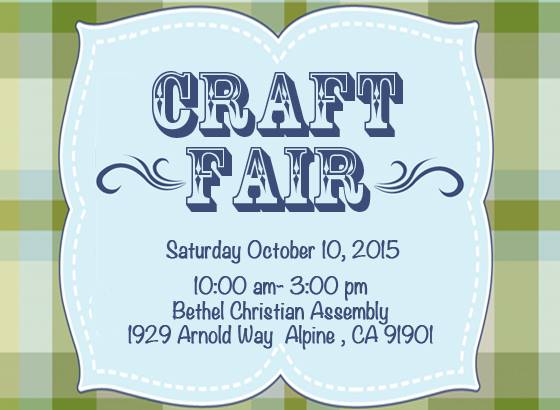 CRAFT
FAIR
Saturday October 10, 2015
10:00 am- 3:00 pm
Bethel Christian Assembly
1929 Arnold Way Alpine , CA 91901